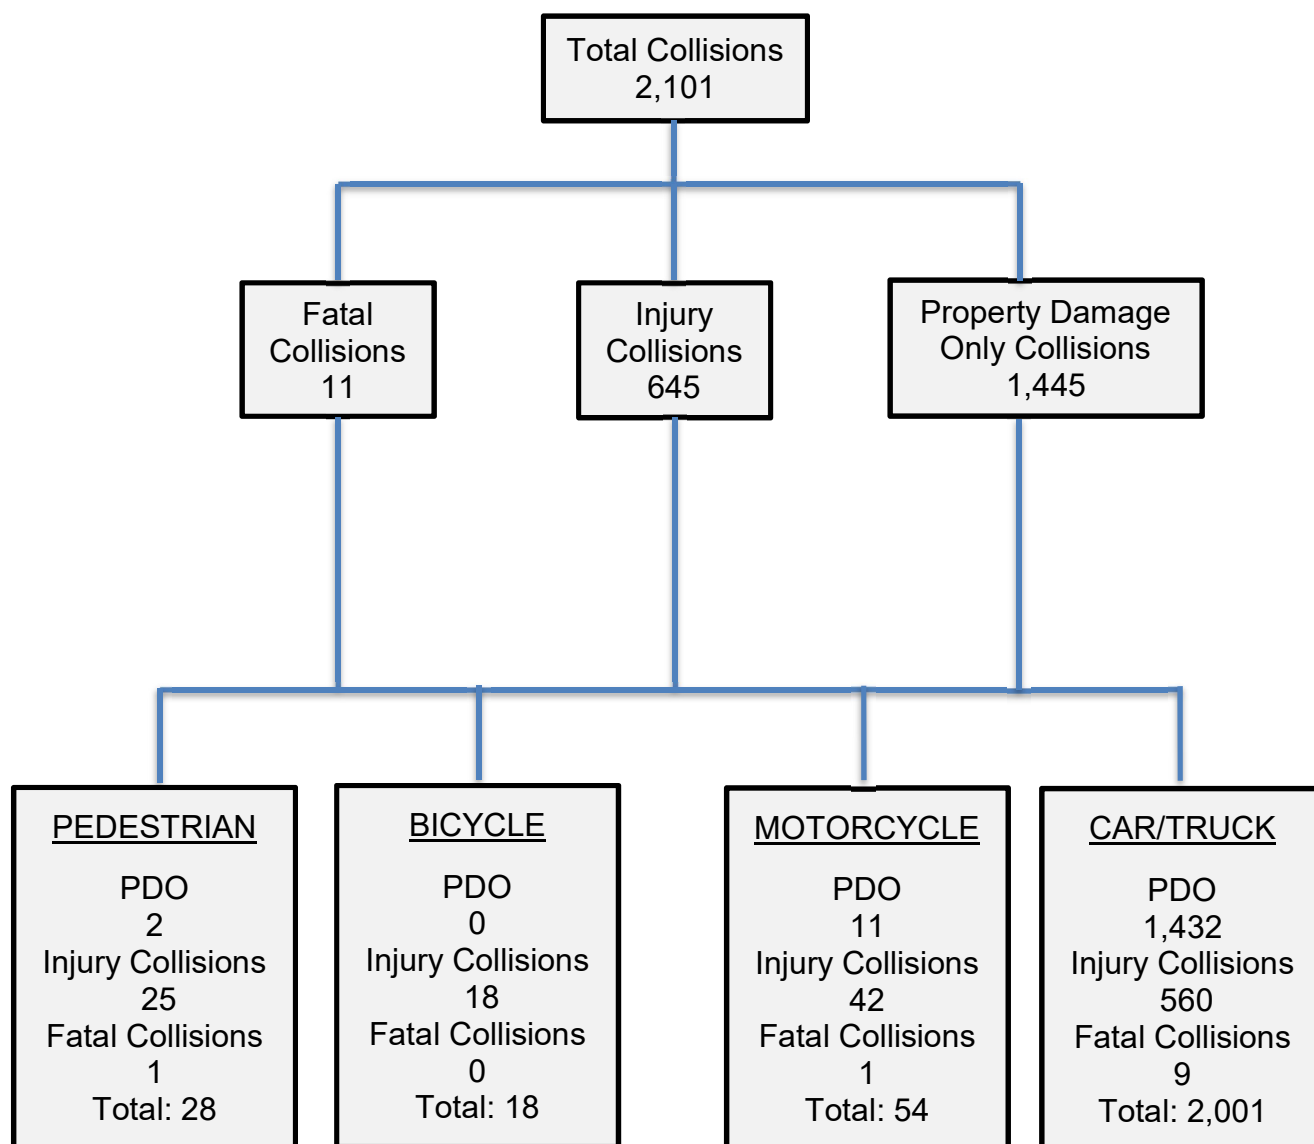 Total Collisions
2,101
Fatal
Collisions
11
Injury
Collisions
645
Property Damage
Only Collisions
1,445
PEDESTRIAN
PDO
2
Injury Collisions
25
Fatal Collisions
1
Total: 28
BICYCLE
PDO
0
Injury Collisions
18
Fatal Collisions
0
Total: 18
MOTORCYCLE
PDO
11
Injury Collisions
42
Fatal Collisions
1
Total: 54
CAR/TRUCK
PDO
1,432
Injury Collisions
560
Fatal Collisions
9
Total: 2,001